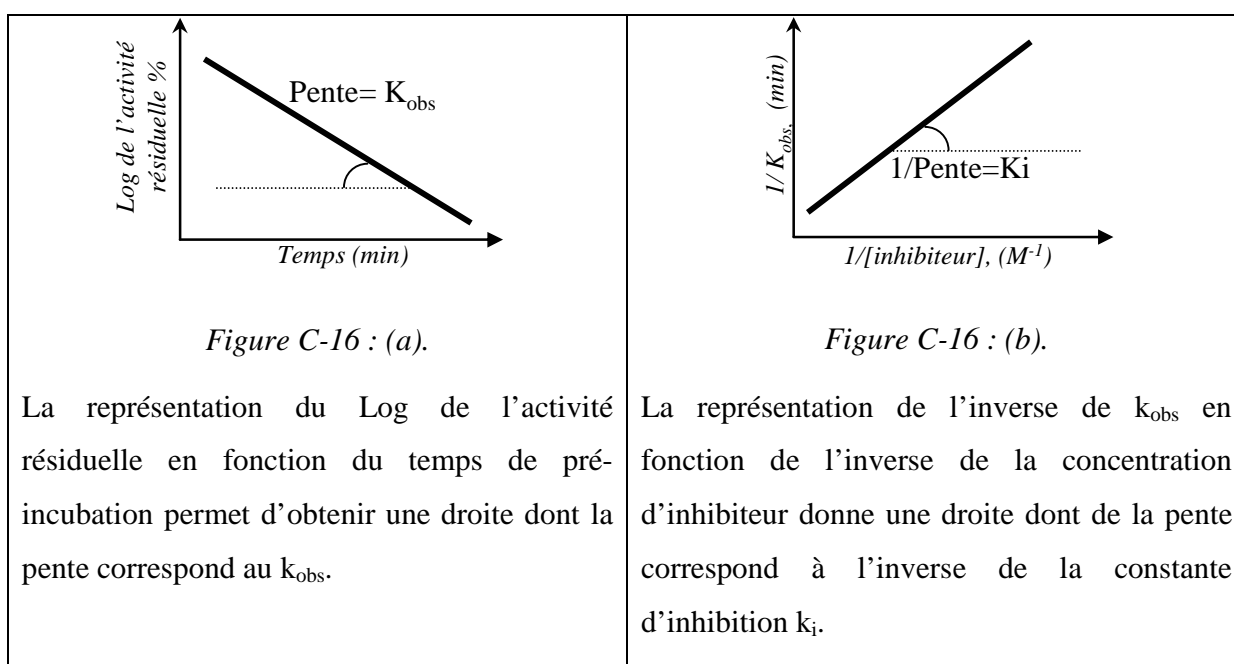 Log de l’activité
résiduelle %
Pente= Kobs
Temps (min)
Figure C-16 : (a).
La représentation du Log de l’activité
résiduelle en fonction du temps de pré-
incubation permet d’obtenir une droite dont la
pente correspond au kobs.
1/ Kobs, (min)
1/Pente=Ki
1/[inhibiteur], (M-1)
Figure C-16 : (b).
La représentation de l’inverse de kobs en
fonction de l’inverse de la concentration
d’inhibiteur donne une droite dont de la pente
correspond à l’inverse de la constante
d’inhibition ki.